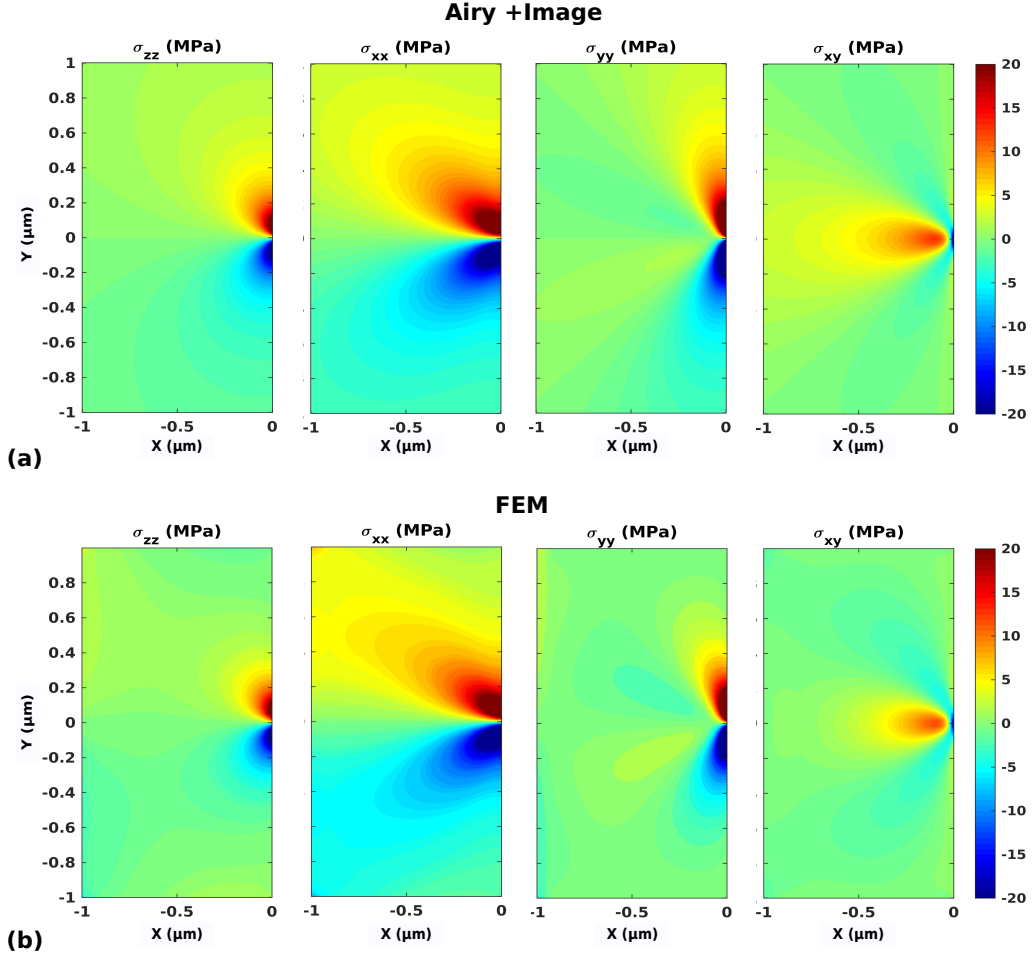 Airy +Image
σzz (MPa) σxx (MPa) σyy (MPa) σxy (MPa)
1 20
0.8 15
0.6
0.4 10
0.2 5
0 0
-0.2 -5
-0.4
-0.6 -10
-0.8 -15
-1 -20
Y (μm)
-1 -0.5 0 -1 -0.5 0 -1 -0.5 0 -1 -0.5 0
X (μm) X (μm) X (μm) X (μm)
(a)
FEM
σzz (MPa) σxx (MPa) σyy (MPa) σxy (MPa)
20
0.8 15
0.6
0.4 10
0.2 5
0 0
-0.2 -5
-0.4
-0.6 -10
-0.8 -15
-1 -20
Y (μm)
-1 -0.5 0 -1 -0.5 0 -1 -0.5 0 -1 -0.5 0
X (μm) X (μm) X (μm) X (μm)
(b)